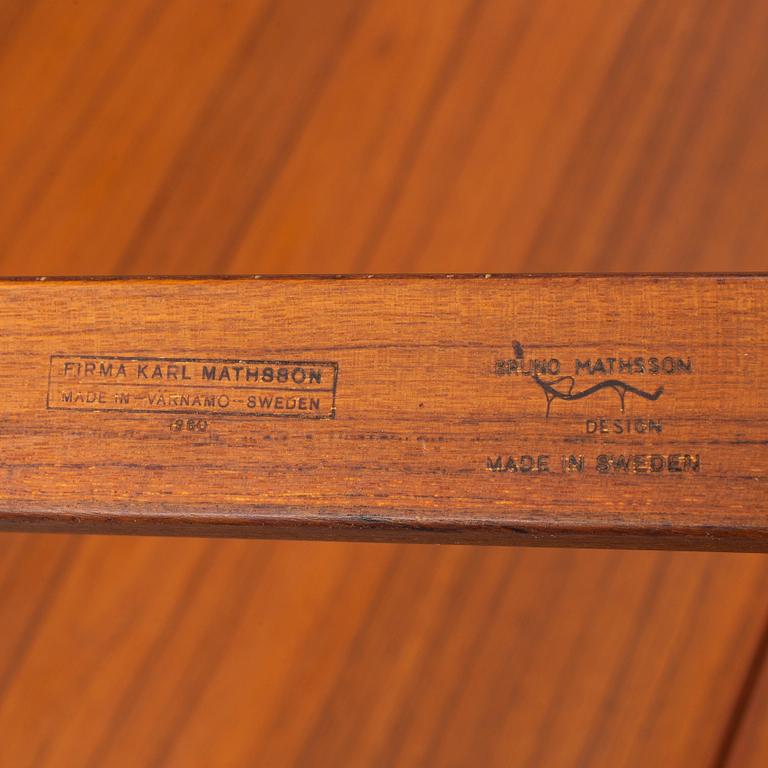 FIRMA KARL MATHSSON
MADE IN - VÄRNAMO - SWEDEN
1960
BRUNO MATHSSON
DESIGN
MADE IN SWEDEN